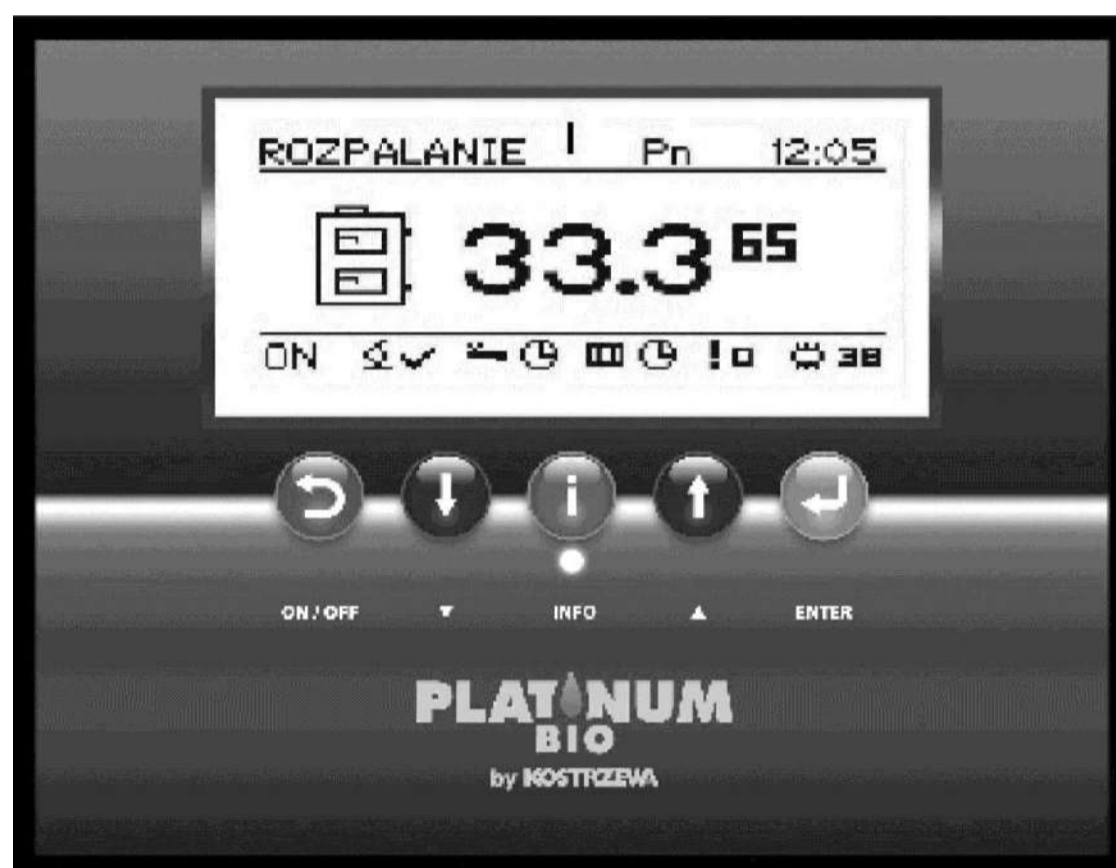 ROZPALANIE Pn 12:05
33.3 65
ON ! 38
i
ON / OFF ▼ INFO ▲ ENTER
PLATINUM
BIO
by KOSTRZEWA